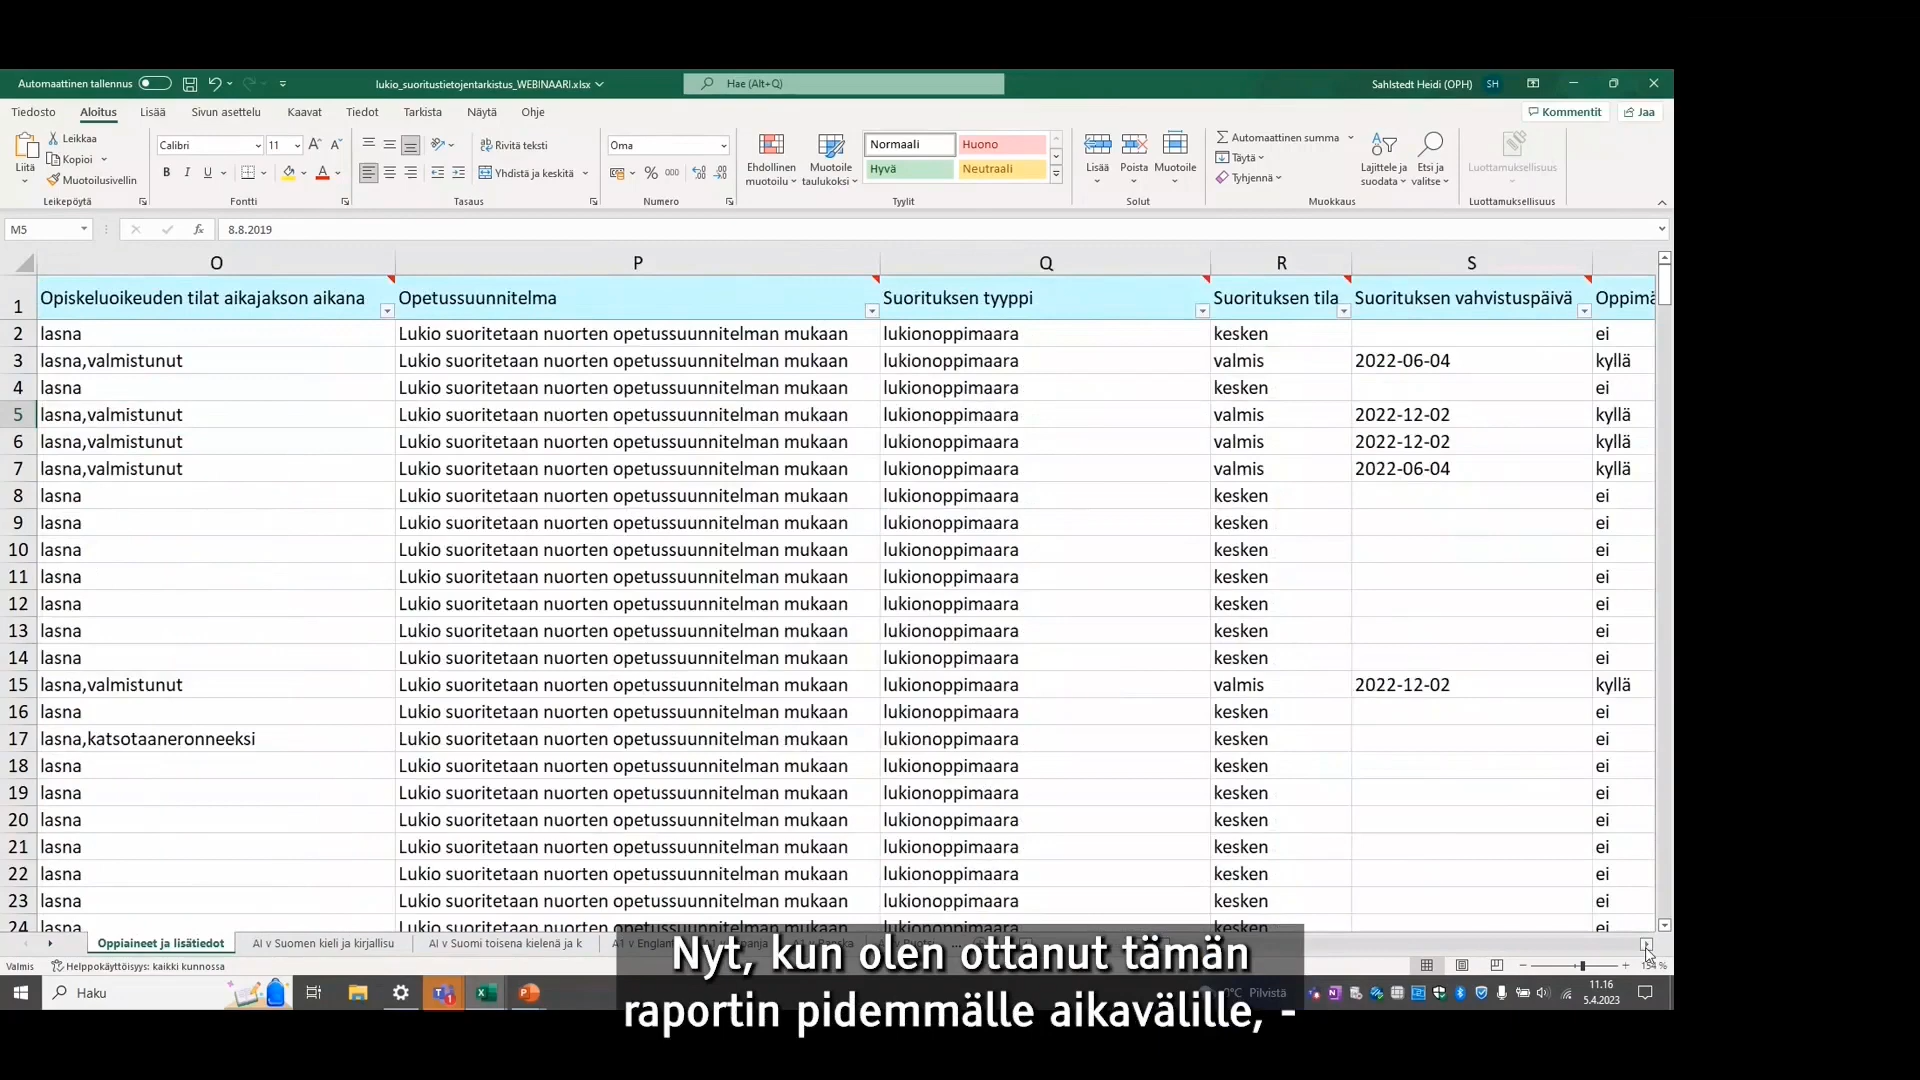 Automaattinen tallennus
lukio_suoritustietojentarkistus_WEBINAARI.xlsx
Hae (Alt+Q)
Sahlstedt Heidi (OPH) SH
Tiedosto Aloitus Lisää Sivun asettelu Kaavat Tiedot Tarkista Näytä Ohje
Kommentit Jaa
Liitä Leikkaa Kopioi Muotoilusivellin Leikepöytä
Calibri 11 B I U A Fontti
Rivitä teksti Yhdistä ja keskitä Tasaus
Oma % 000 Numero
Ehdollinen muotoilu Muotoile taulukoksi
Normaali Huono Hyvä Neutraali Tyylit
Lisää Poista Muotoile Solut
Automaattinen summa Täytä Tyhjennä Lajittele ja suodata Etsi ja valitse Muokkaus
Luottamuksellisuus Luottamuksellisuus
M5 fx 8.8.2019
O P Q R S
1 Opiskeluoikeuden tilat aikajakson aikana Opetussuunnitelma Suorituksen tyyppi Suorituksen tila Suorituksen vahvistuspäivä
2 lasna Lukio suoritetaan nuorten opetussuunnitelman mukaan lukionoppimaara kesken ei
3 lasna,valmistunut Lukio suoritetaan nuorten opetussuunnitelman mukaan lukionoppimaara valmis 2022-06-04 kyllä
4 lasna Lukio suoritetaan nuorten opetussuunnitelman mukaan lukionoppimaara kesken ei
5 lasna,valmistunut Lukio suoritetaan nuorten opetussuunnitelman mukaan lukionoppimaara valmis 2022-12-02 kyllä
6 lasna,valmistunut Lukio suoritetaan nuorten opetussuunnitelman mukaan lukionoppimaara valmis 2022-12-02 kyllä
7 lasna,valmistunut Lukio suoritetaan nuorten opetussuunnitelman mukaan lukionoppimaara valmis 2022-06-04 kyllä
8 lasna Lukio suoritetaan nuorten opetussuunnitelman mukaan lukionoppimaara kesken ei
9 lasna Lukio suoritetaan nuorten opetussuunnitelman mukaan lukionoppimaara kesken ei
10 lasna Lukio suoritetaan nuorten opetussuunnitelman mukaan lukionoppimaara kesken ei
11 lasna Lukio suoritetaan nuorten opetussuunnitelman mukaan lukionoppimaara kesken ei
12 lasna Lukio suoritetaan nuorten opetussuunnitelman mukaan lukionoppimaara kesken ei
13 lasna Lukio suoritetaan nuorten opetussuunnitelman mukaan lukionoppimaara kesken ei
14 lasna Lukio suoritetaan nuorten opetussuunnitelman mukaan lukionoppimaara kesken ei
15 lasna,valmistunut Lukio suoritetaan nuorten opetussuunnitelman mukaan lukionoppimaara valmis 2022-12-02 kyllä
16 lasna Lukio suoritetaan nuorten opetussuunnitelman mukaan lukionoppimaara kesken ei
17 lasna,katsotaaneronneeksi Lukio suoritetaan nuorten opetussuunnitelman mukaan lukionoppimaara kesken ei
18 lasna Lukio suoritetaan nuorten opetussuunnitelman mukaan lukionoppimaara kesken ei
19 lasna Lukio suoritetaan nuorten opetussuunnitelman mukaan lukionoppimaara kesken ei
20 lasna Lukio suoritetaan nuorten opetussuunnitelman mukaan lukionoppimaara kesken ei
21 lasna Lukio suoritetaan nuorten opetussuunnitelman mukaan lukionoppimaara kesken ei
22 lasna Lukio suoritetaan nuorten opetussuunnitelman mukaan lukionoppimaara kesken ei
23 lasna Lukio suoritetaan nuorten opetussuunnitelman mukaan lukionoppimaara kesken ei
24 lasna Lukio suoritetaan nuorten opetussuunnitelman mukaan lukionoppimaara kesken ei
Oppiaineet ja lisätiedot AI v Suomen kieli ja kirjallisu AI v Suomi toisena kielenä ja k
Valmis Helppokäyttöisyys: kaikki kunnossa 154 %
Haku Pilvistä 11.16
5.4.2023
Nyt, kun olen ottanut tämän
raportin pidemmälle aikavälille, -